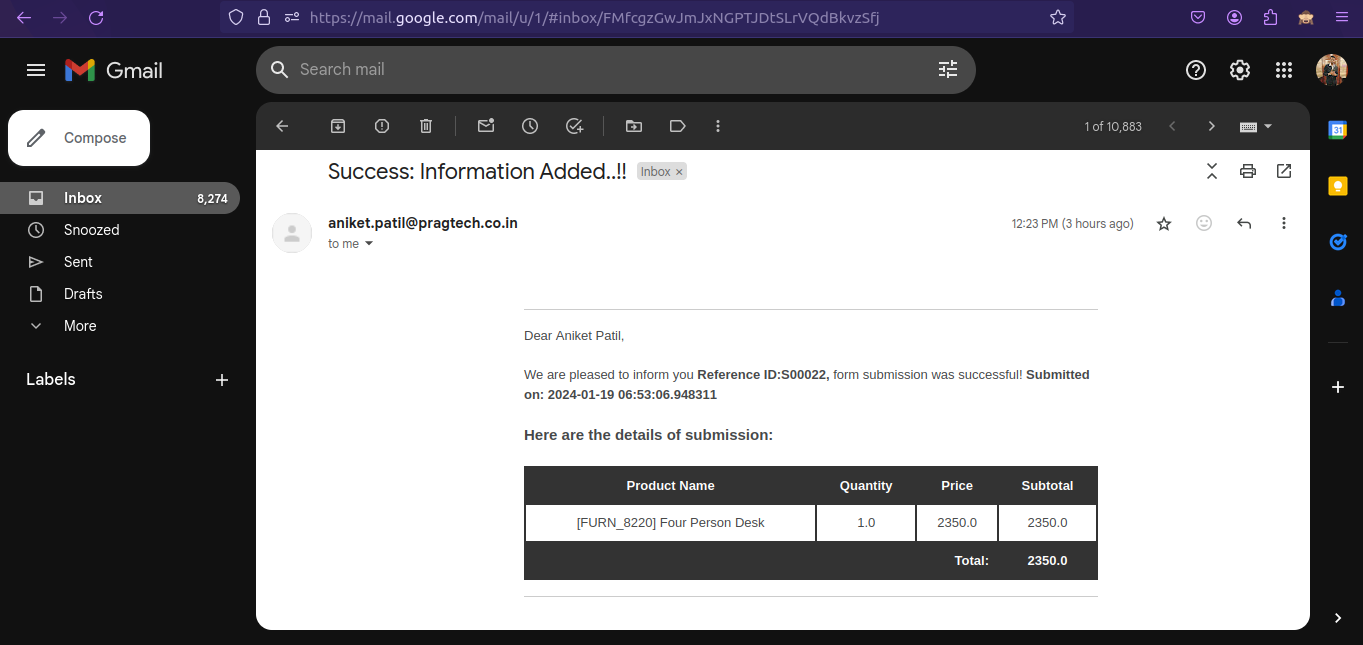 https://mail.google.com/mail/u/1/#inbox/FMfcgzGwJmJxNGPTJDtSLrVQdBkvzSfj
Gmail
Search mail
Compose
1 of 10,883
Inbox 8,274
Snoozed
Sent
Drafts
More
Labels
Success: Information Added..!! Inbox ×
aniket.patil@pragtech.co.in 12:23 PM (3 hours ago)
to me
Dear Aniket Patil,
We are pleased to inform you Reference ID:S00022, form submission was successful! Submitted
on: 2024-01-19 06:53:06.948311
Here are the details of submission:
Product Name Quantity Price Subtotal
[FURN_8220] Four Person Desk 1.0 2350.0 2350.0
Total: 2350.0
31